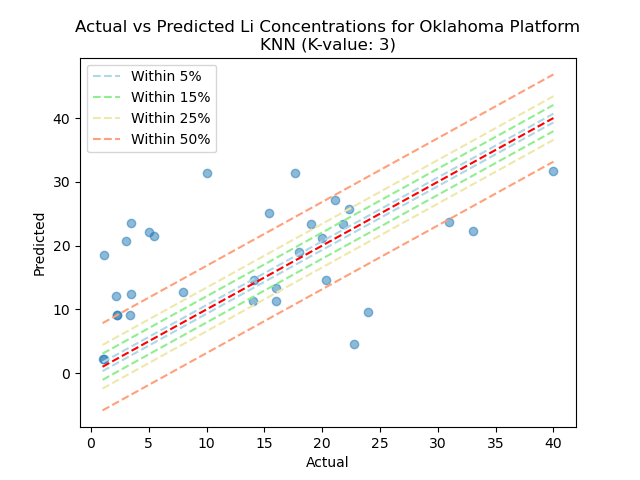 Actual vs Predicted Li Concentrations for Oklahoma Platform
KNN (K-value: 3)
Within 5%
Within 15%
Within 25%
Within 50%
40
30
20
10
0
Predicted
0 5 10 15 20 25 30 35 40
Actual